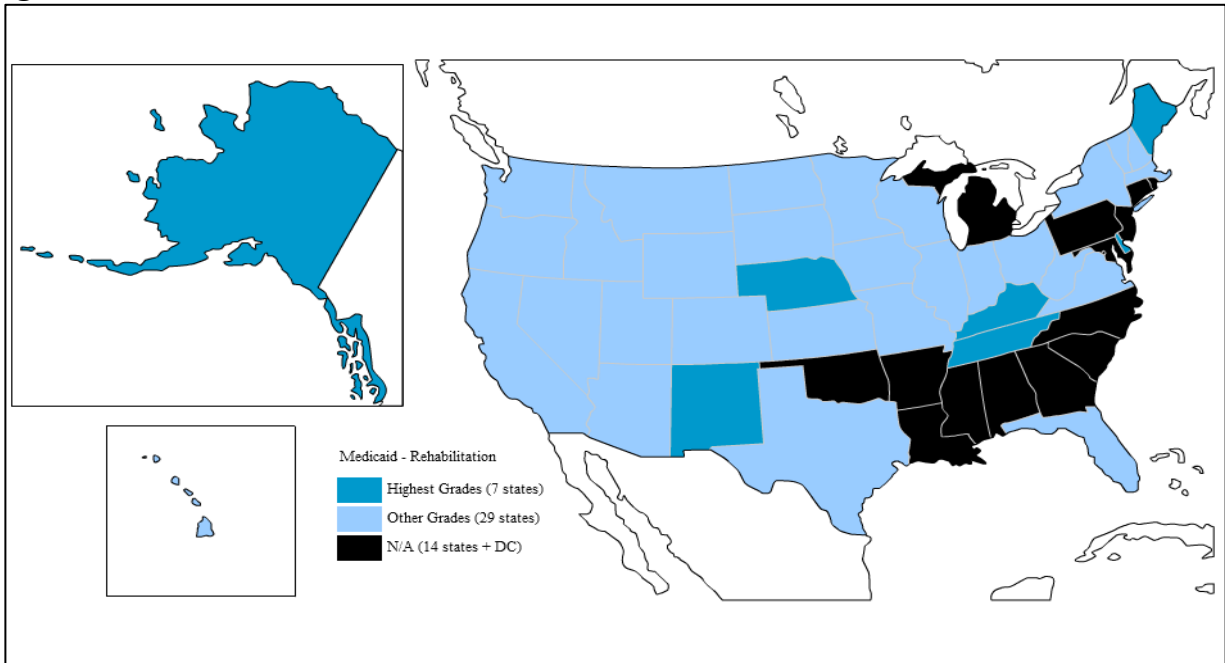 Medicaid - Rehabilitation
Highest Grades (7 states)
Other Grades (29 states)
N/A (14 states + DC)